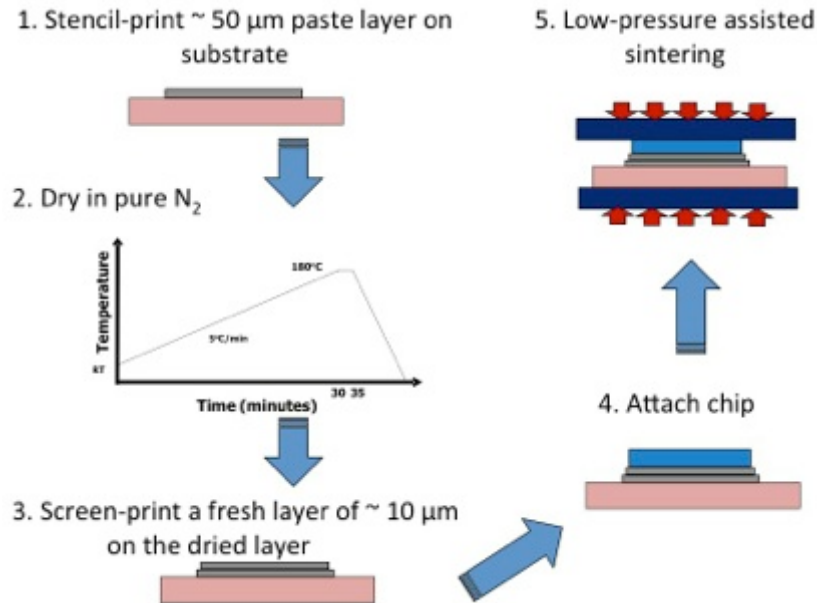 1. Stencil-print ~ 50 μm paste layer on
substrate
2. Dry in pure N₂
Temperature
180°C
5°C/min
RT
30 35
Time (minutes)
3. Screen-print a fresh layer of ~ 10 μm
on the dried layer
4. Attach chip
5. Low-pressure assisted
sintering